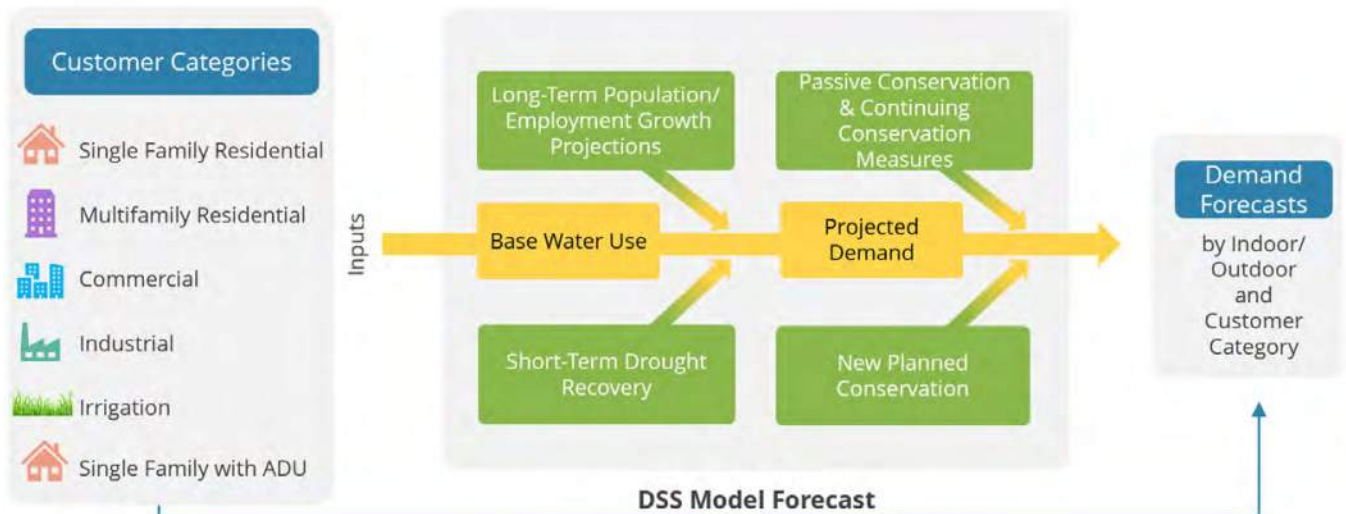 Customer Categories
Single Family Residential
Multifamily Residential
Commercial
Industrial
Irrigation
Single Family with ADU
Inputs
Long-Term Population/
Employment Growth
Projections
Passive Conservation
& Continuing
Conservation
Measures
Base Water Use
Projected
Demand
Short-Term Drought
Recovery
New Planned
Conservation
Demand
Forecasts
by Indoor/
Outdoor
and
Customer
Category
DSS Model Forecast